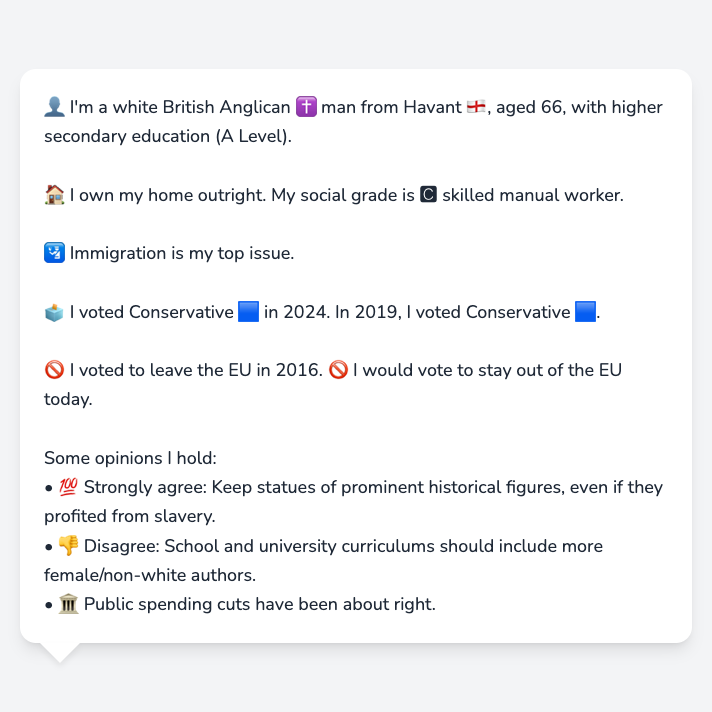 👤 I'm a white British Anglican ✝️ man from Havant 🏴󠁧󠁢󠁥󠁮󠁧󠁿, aged 66, with higher
secondary education (A Level).
🏠 I own my home outright. My social grade is 🅲 skilled manual worker.
🛂 Immigration is my top issue.
🗳️ I voted Conservative 🟦 in 2024. In 2019, I voted Conservative 🟦.
🚫 I voted to leave the EU in 2016. 🚫 I would vote to stay out of the EU
today.
Some opinions I hold:
• 💯 Strongly agree: Keep statues of prominent historical figures, even if they
profited from slavery.
• 👎 Disagree: School and university curriculums should include more
female/non-white authors.
• 🏛️ Public spending cuts have been about right.